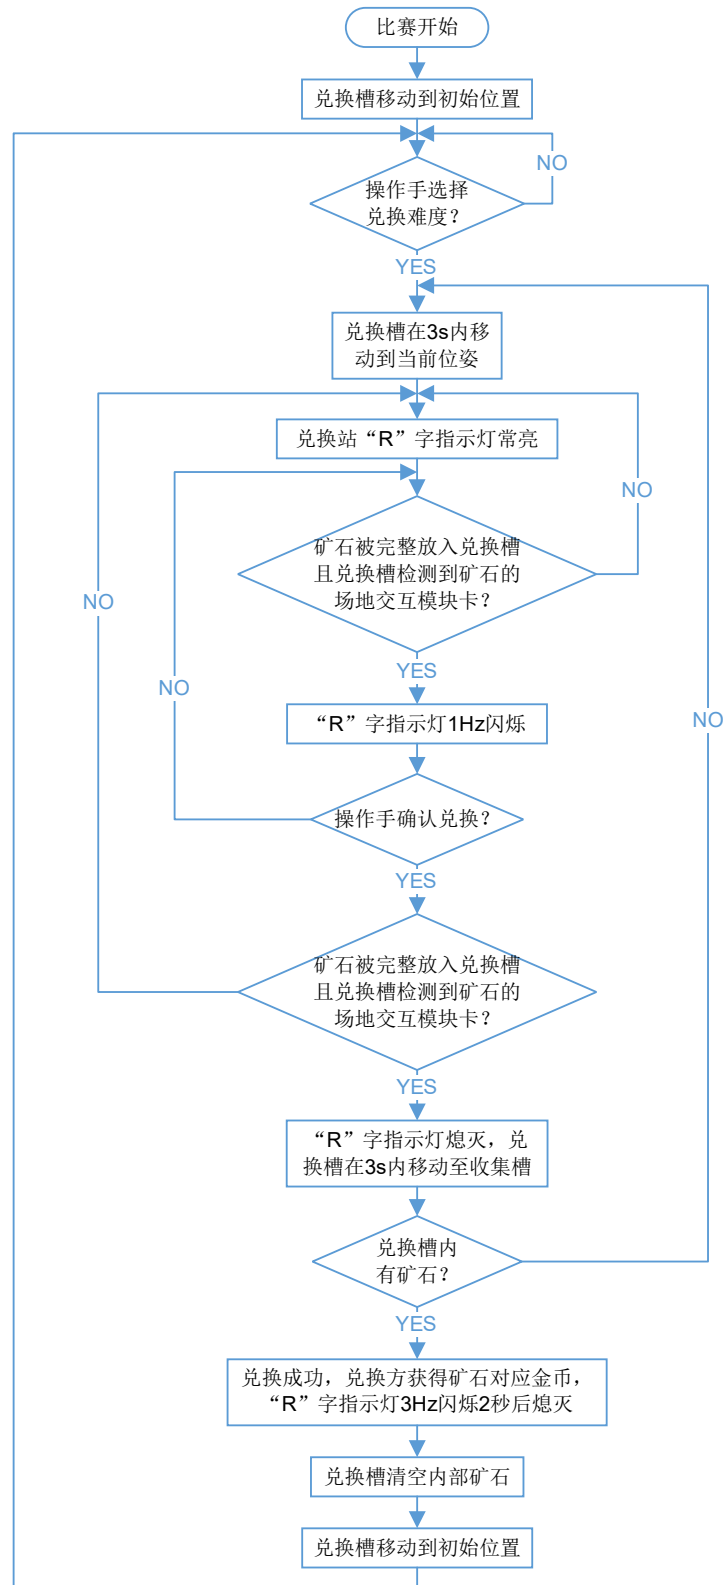 比赛开始
兑换槽移动到初始位置
NO
操作手选择
兑换难度？
YES
兑换槽在3s内移
动到当前位姿
兑换站“R”字指示灯常亮
NO
矿石被完整放入兑换槽
且兑换槽检测到矿石的
场地交互模块卡？
NO
YES
NO
“R”字指示灯1Hz闪烁
NO
操作手确认兑换？
YES
矿石被完整放入兑换槽
且兑换槽检测到矿石的
场地交互模块卡？
YES
“R”字指示灯熄灭，兑
换槽在3s内移动至收集槽
兑换槽内
有矿石？
YES
兑换成功，兑换方获得矿石对应金币，
“R”字指示灯3Hz闪烁2秒后熄灭
兑换槽清空内部矿石
兑换槽移动到初始位置